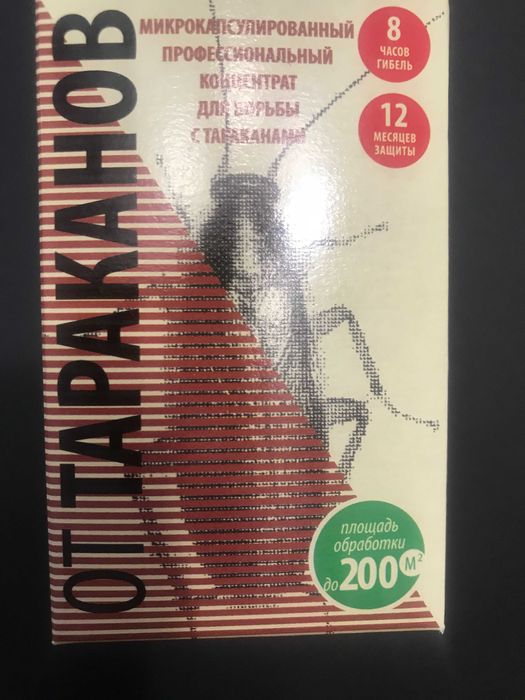 ОТ ТАРАКАНОВ
МИКРОКАПСУЛИРОВАННЫЙ
ПРОФЕССИОНАЛЬНЫЙ
КОНЦЕНТРАТ
ДЛЯ БОРЬБЫ
С ТАРАКАНАМИ
8
ЧАСОВ
ГИБЕЛЬ
12
МЕСЯЦЕВ
ЗАЩИТЫ
площадь
обработки
до 200 м²